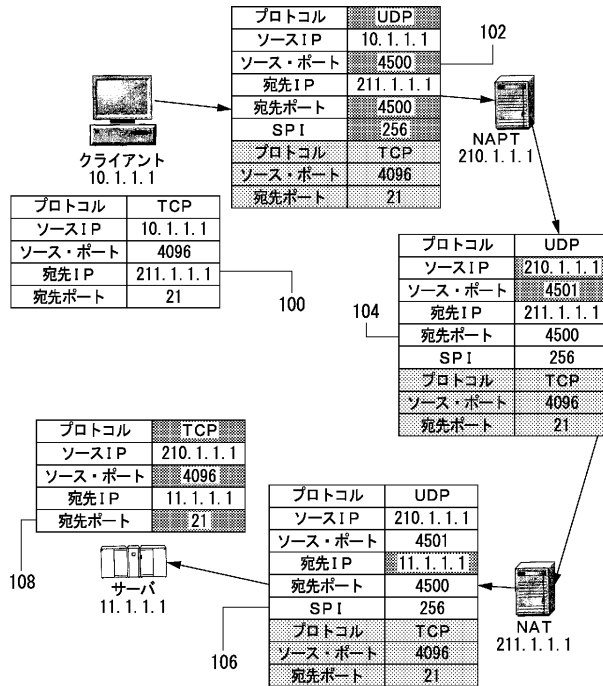 プロトコル UDP
ソースIP 10.1.1.1
ソース・ポート 4500
宛先IP 211.1.1.1
宛先ポート 4500
SPI 256
プロトコル TCP
ソース・ポート 4096
宛先ポート 21
102
クライアント
10.1.1.1
NAPT
210.1.1.1
プロトコル TCP
ソースIP 10.1.1.1
ソース・ポート 4096
宛先IP 211.1.1.1
宛先ポート 21
100
プロトコル UDP
ソースIP 210.1.1.1
ソース・ポート 4501
宛先IP 211.1.1.1
宛先ポート 4500
SPI 256
プロトコル TCP
ソース・ポート 4096
宛先ポート 21
104
プロトコル TCP
ソースIP 210.1.1.1
ソース・ポート 4096
宛先IP 11.1.1.1
宛先ポート 21
108
サーバ
11.1.1.1
プロトコル UDP
ソースIP 210.1.1.1
ソース・ポート 4501
宛先IP 11.1.1.1
宛先ポート 4500
SPI 256
プロトコル TCP
ソース・ポート 4096
宛先ポート 21
106
NAT
211.1.1.1